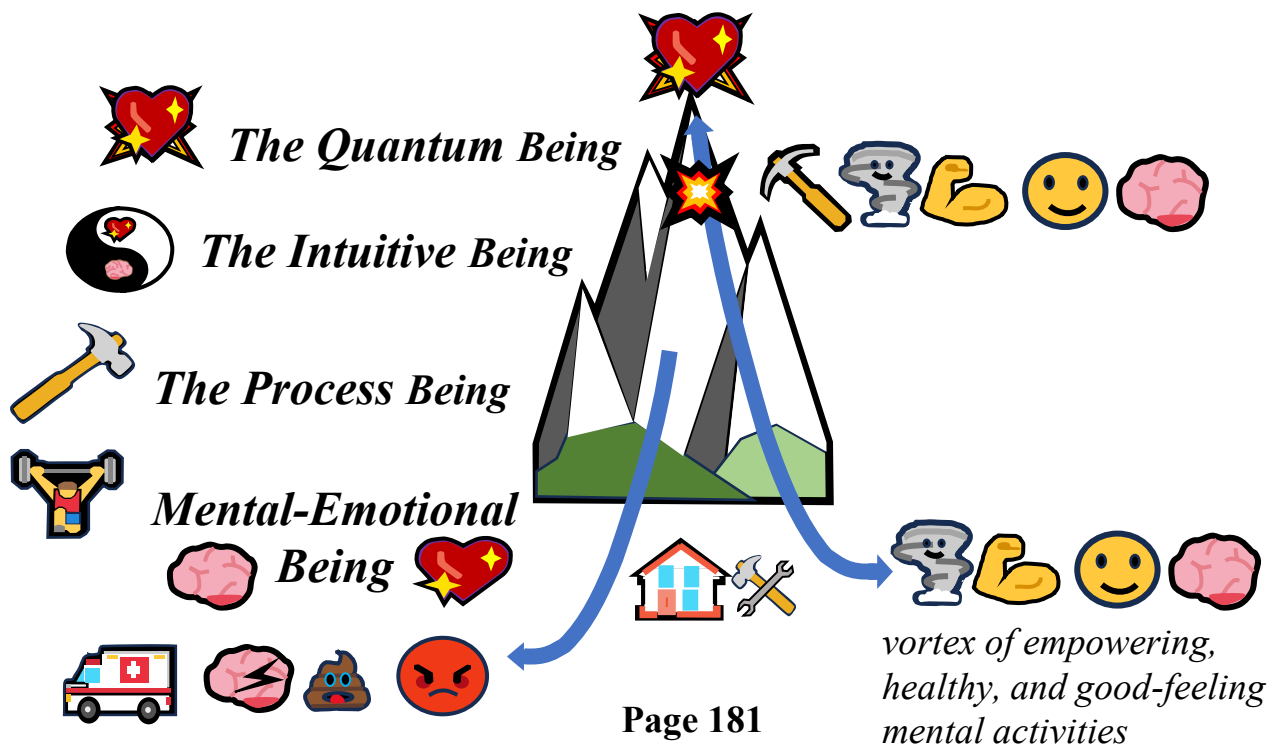 The Quantum Being
The Intuitive Being
The Process Being
Mental-Emotional
Being
vortex of empowering,
healthy, and good-feeling
mental activities
Page 181